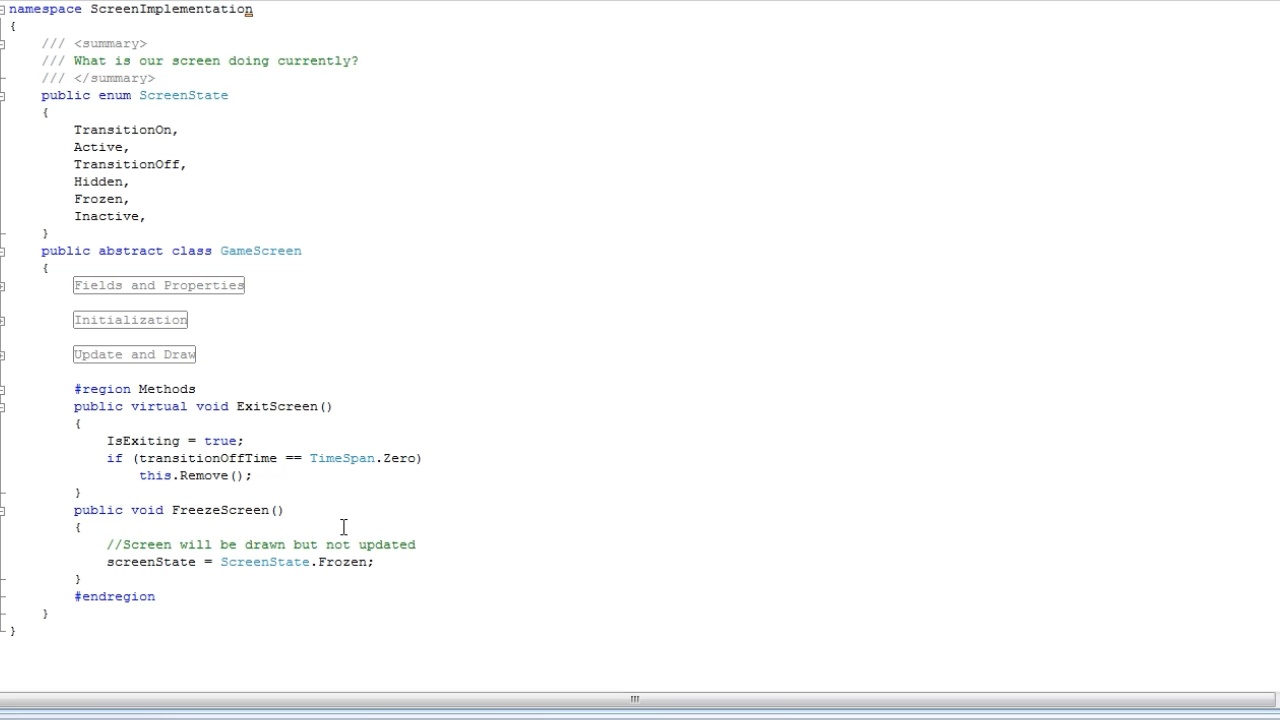 namespace ScreenImplementation
{
/// <summary>
/// What is our screen doing currently?
/// </summary>
public enum ScreenState
{
TransitionOn,
Active,
TransitionOff,
Hidden,
Frozen,
Inactive,
}
public abstract class GameScreen
{
Fields and Properties
Initialization
Update and Draw
#region Methods
public virtual void ExitScreen()
{
IsExiting = true;
if (transitionOffTime == TimeSpan.Zero)
this.Remove();
}
public void FreezeScreen()
{
//Screen will be drawn but not updated
screenState = ScreenState.Frozen;
}
#endregion
}
}